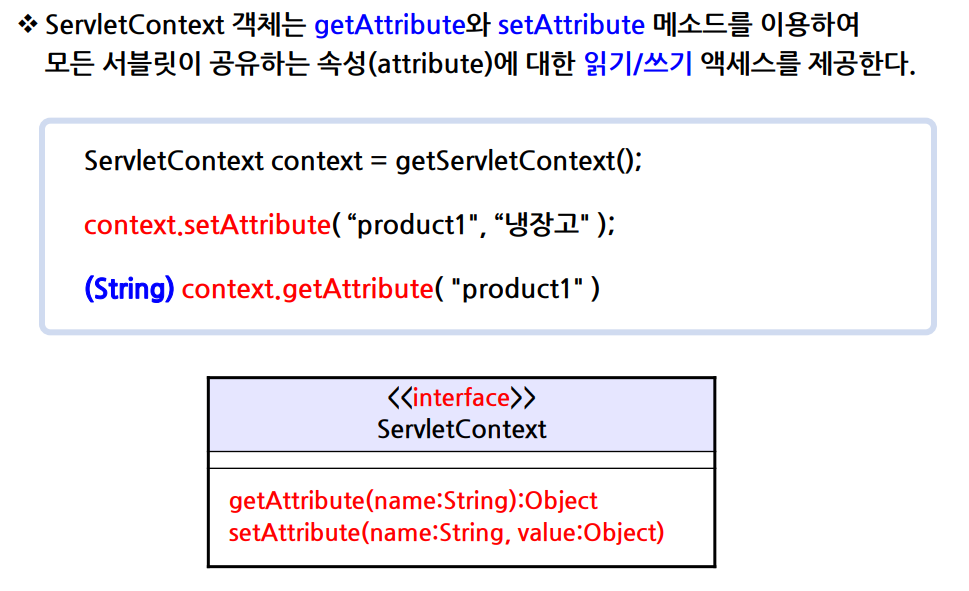 ❖ ServletContext 객체는 getAttribute와 setAttribute 메소드를 이용하여
모든 서블릿이 공유하는 속성(attribute)에 대한 읽기/쓰기 액세스를 제공한다.
ServletContext context = getServletContext();
context.setAttribute( “product1", “냉장고" );
(String) context.getAttribute( "product1" )
<<interface>>
ServletContext
getAttribute(name:String):Object
setAttribute(name:String, value:Object)